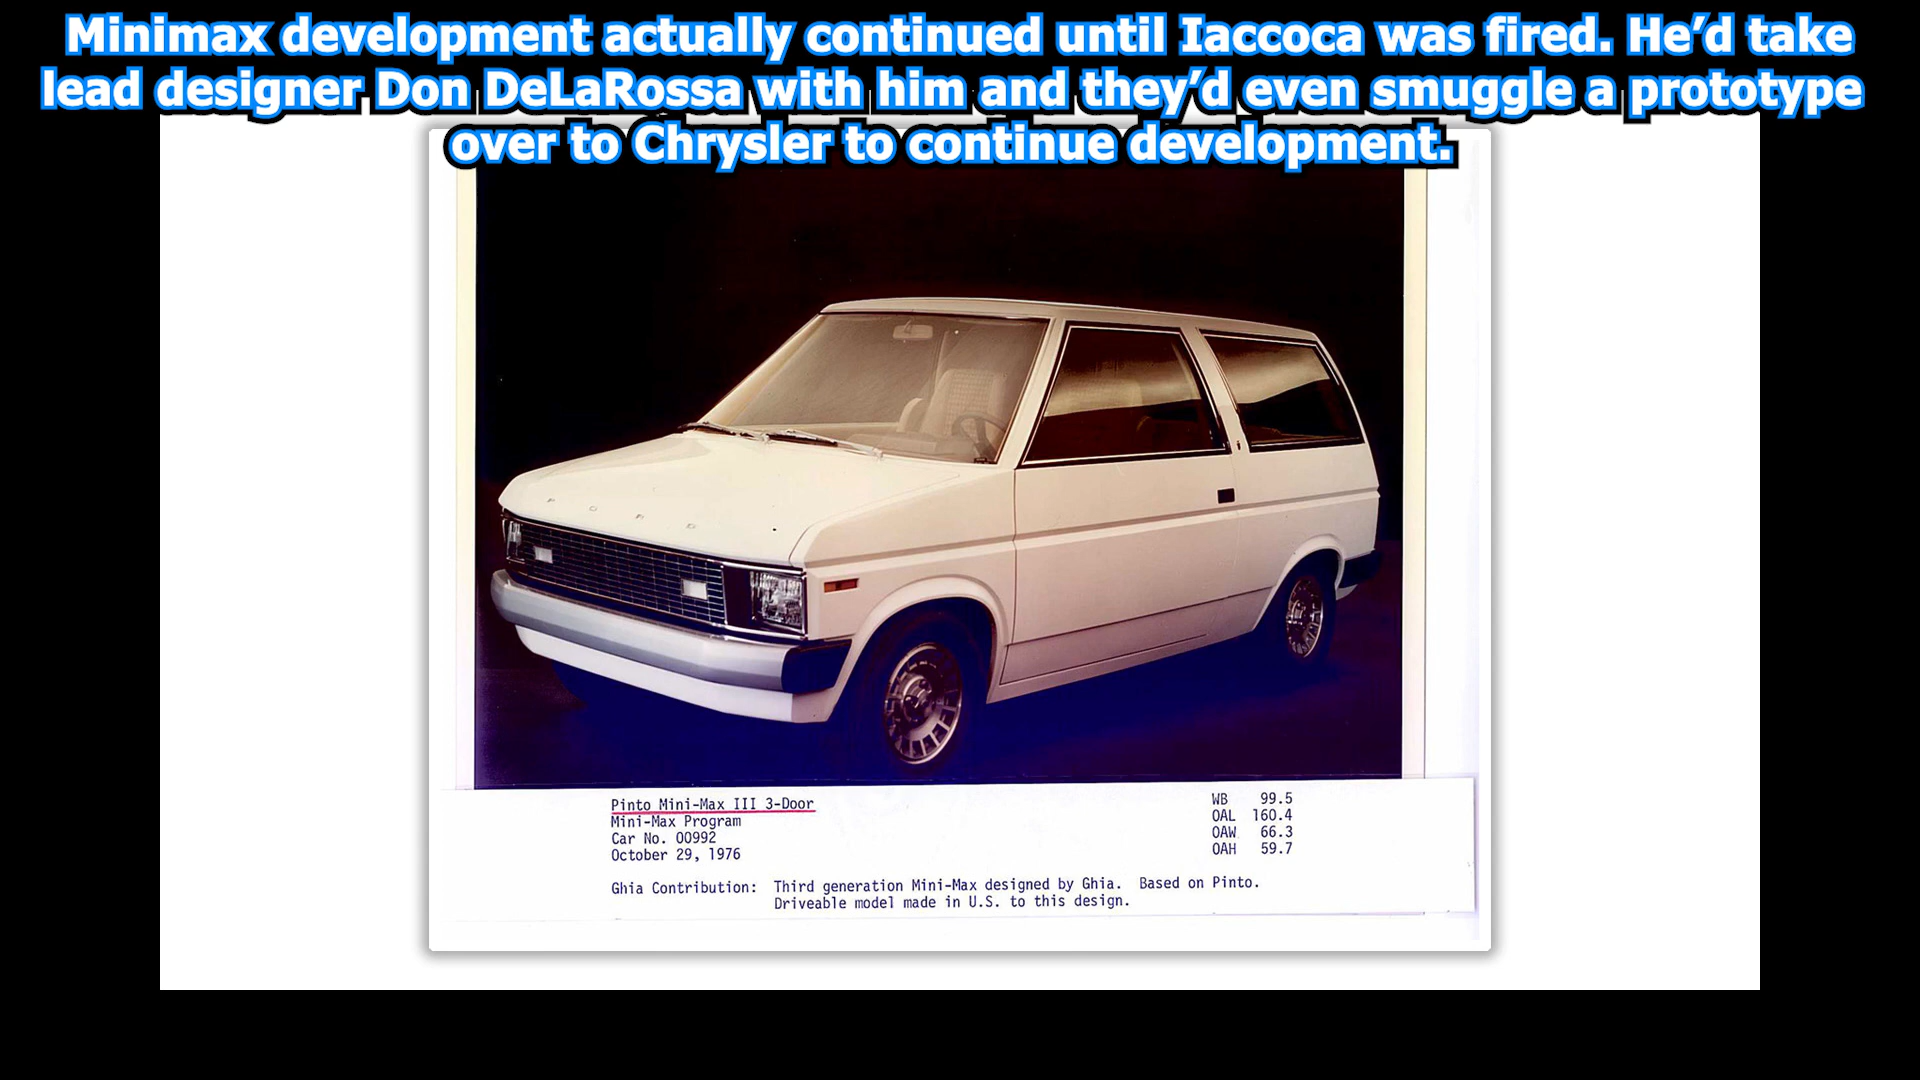 Minimax development actually continued until Iaccoca was fired. He’d take
lead designer Don DeLaRossa with him and they’d even smuggle a prototype
over to Chrysler to continue development.
F O R D
Pinto Mini-Max III 3-Door
Mini-Max Program
Car No. 00992
October 29, 1976
WB 99.5
OAL 160.4
OAW 66.3
OAH 59.7
Ghia Contribution: Third generation Mini-Max designed by Ghia. Based on Pinto.
Driveable model made in U.S. to this design.